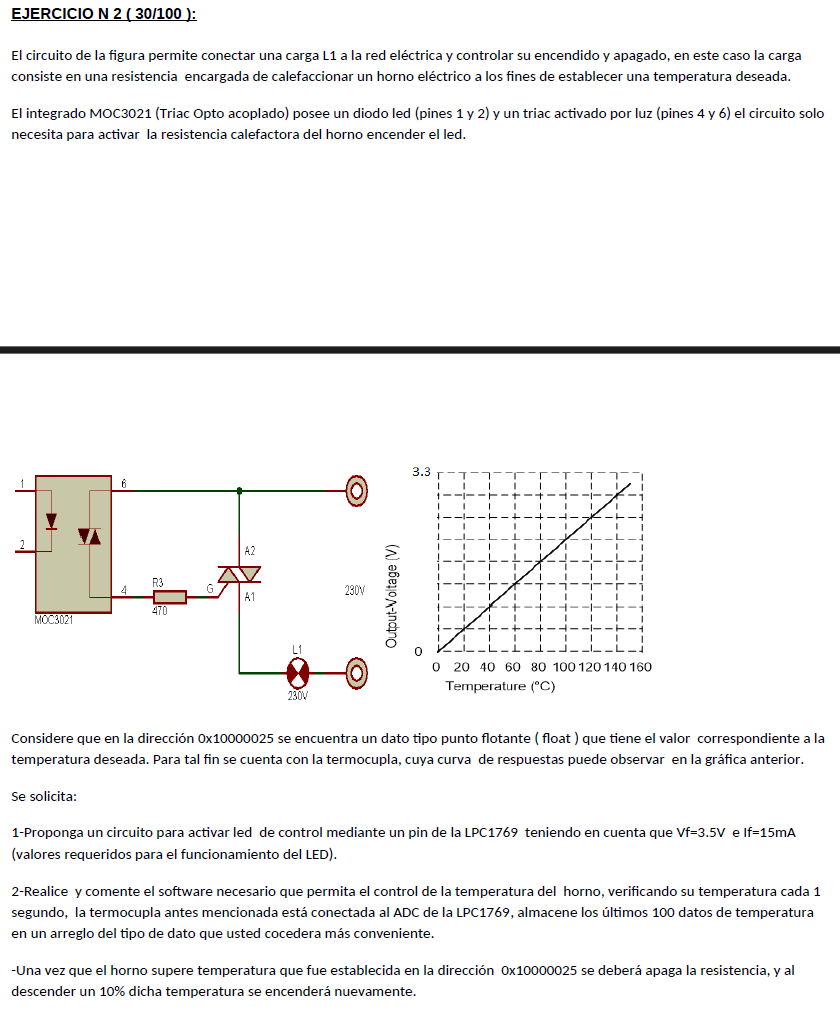 EJERCICIO N 2 ( 30/100 ):
El circuito de la figura permite conectar una carga L1 a la red eléctrica y controlar su encendido y apagado, en este caso la carga
consiste en una resistencia encargada de calefaccionar un horno eléctrico a los fines de establecer una temperatura deseada.
El integrado MOC3021 (Triac Opto acoplado) posee un diodo led (pines 1 y 2) y un triac activado por luz (pines 4 y 6) el circuito solo
necesita para activar la resistencia calefactora del horno encender el led.
1
2
6
4
MOC3021
R3
470
G
A2
A1
L1
230V
230V
Output-Voltage (V)
3.3
0
0 20 40 60 80 100 120 140 160
Temperature (°C)
Considere que en la dirección 0x10000025 se encuentra un dato tipo punto flotante ( float ) que tiene el valor correspondiente a la
temperatura deseada. Para tal fin se cuenta con la termocupla, cuya curva de respuestas puede observar en la gráfica anterior.
Se solicita:
1-Proponga un circuito para activar led de control mediante un pin de la LPC1769 teniendo en cuenta que Vf=3.5V e If=15mA
(valores requeridos para el funcionamiento del LED).
2-Realice y comente el software necesario que permita el control de la temperatura del horno, verificando su temperatura cada 1
segundo, la termocupla antes mencionada está conectada al ADC de la LPC1769, almacene los últimos 100 datos de temperatura
en un arreglo del tipo de dato que usted cocedera más conveniente.
-Una vez que el horno supere temperatura que fue establecida en la dirección 0x10000025 se deberá apaga la resistencia, y al
descender un 10% dicha temperatura se encenderá nuevamente.